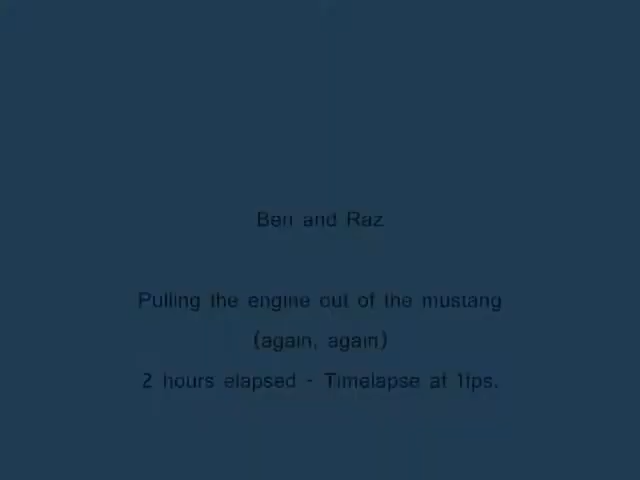 Ben and Raz
Pulling the engine out of the mustang
(again, again)
2 hours elapsed - Timelapse at 1fps.